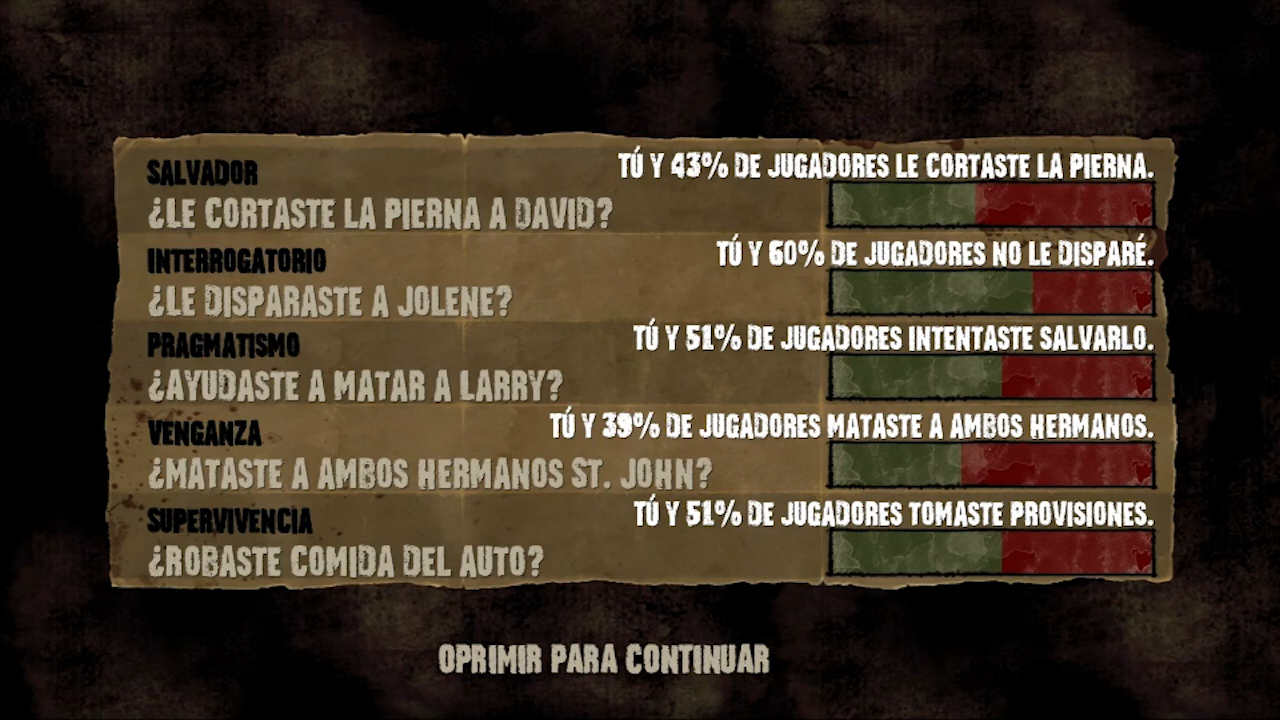 SALVADOR
TÚ Y 43% DE JUGADORES LE CORTASTE LA PIERNA.
¿LE CORTASTE LA PIERNA A DAVID?
INTERROGATORIO
TÚ Y 60% DE JUGADORES NO LE DISPARÉ.
¿LE DISPARASTE A JOLENE?
PRAGMATISMO
TÚ Y 51% DE JUGADORES INTENTASTE SALVARLO.
¿AYUDASTE A MATAR A LARRY?
VENGANZA
TÚ Y 39% DE JUGADORES MATASTE A AMBOS HERMANOS.
¿MATASTE A AMBOS HERMANOS ST. JOHN?
SUPERVIVENCIA
TÚ Y 51% DE JUGADORES TOMASTE PROVISIONES.
¿ROBASTE COMIDA DEL AUTO?
OPRIMIR PARA CONTINUAR